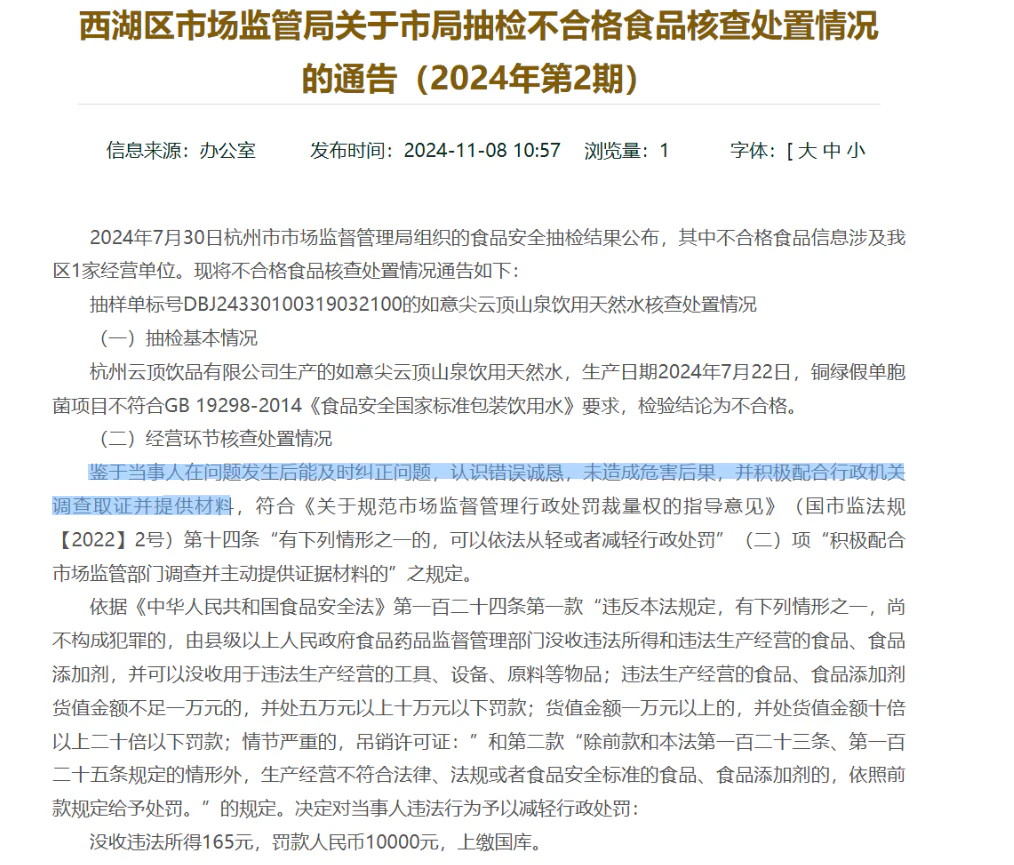 西湖区市场监管局关于市局抽检不合格食品核查处置情况
的通告（2024年第2期）
信息来源：办公室 发布时间：2024-11-08 10:57 浏览量：1 字体：[ 大 中 小
2024年7月30日杭州市市场监督管理局组织的食品安全抽检结果公布，其中不合格食品信息涉及我
区1家经营单位。现将不合格食品核查处置情况通告如下：
抽样单标号DBJ24330100319032100的如意尖云顶山泉饮用天然水核查处置情况
（一）抽检基本情况
杭州云顶饮品有限公司生产的如意尖云顶山泉饮用天然水，生产日期2024年7月22日，铜绿假单胞
菌项目不符合GB 19298-2014《食品安全国家标准包装饮用水》要求，检验结论为不合格。
（二）经营环节核查处置情况
鉴于当事人在问题发生后能及时纠正问题，认识错误诚恳，未造成危害后果，并积极配合行政机关
调查取证并提供材料，符合《关于规范市场监督管理行政处罚裁量权的指导意见》（国市监法规
【2022】2号）第十四条“有下列情形之一的，可以依法从轻或者减轻行政处罚”（二）项“积极配合
市场监管部门调查并主动提供证据材料的”之规定。
依据《中华人民共和国食品安全法》第一百二十四条第一款“违反本法规定，有下列情形之一，尚
不构成犯罪的，由县级以上人民政府食品药品监督管理部门没收违法所得和违法生产经营的食品、食品
添加剂，并可以没收用于违法生产经营的工具、设备、原料等物品；违法生产经营的食品、食品添加剂
货值金额不足一万元的，并处五万元以上十万元以下罚款；货值金额一万元以上的，并处货值金额十倍
以上二十倍以下罚款；情节严重的，吊销许可证：”和第二款“除前款和本法第一百二十三条、第一百
二十五条规定的情形外，生产经营不符合法律、法规或者食品安全标准的食品、食品添加剂的，依照前
款规定给予处罚。”的规定。决定对当事人违法行为予以减轻行政处罚：
没收违法所得165元，罚款人民币10000元，上缴国库。